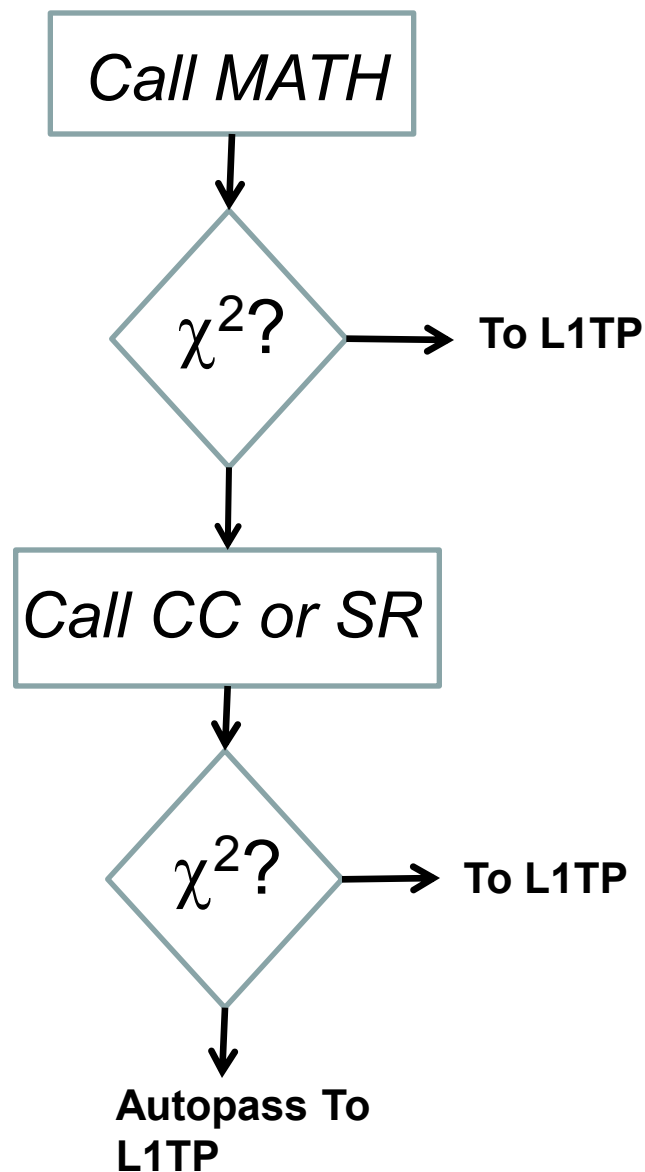 Call MATH
χ²?
To L1TP
Call CC or SR
χ²?
To L1TP
Autopass To
L1TP